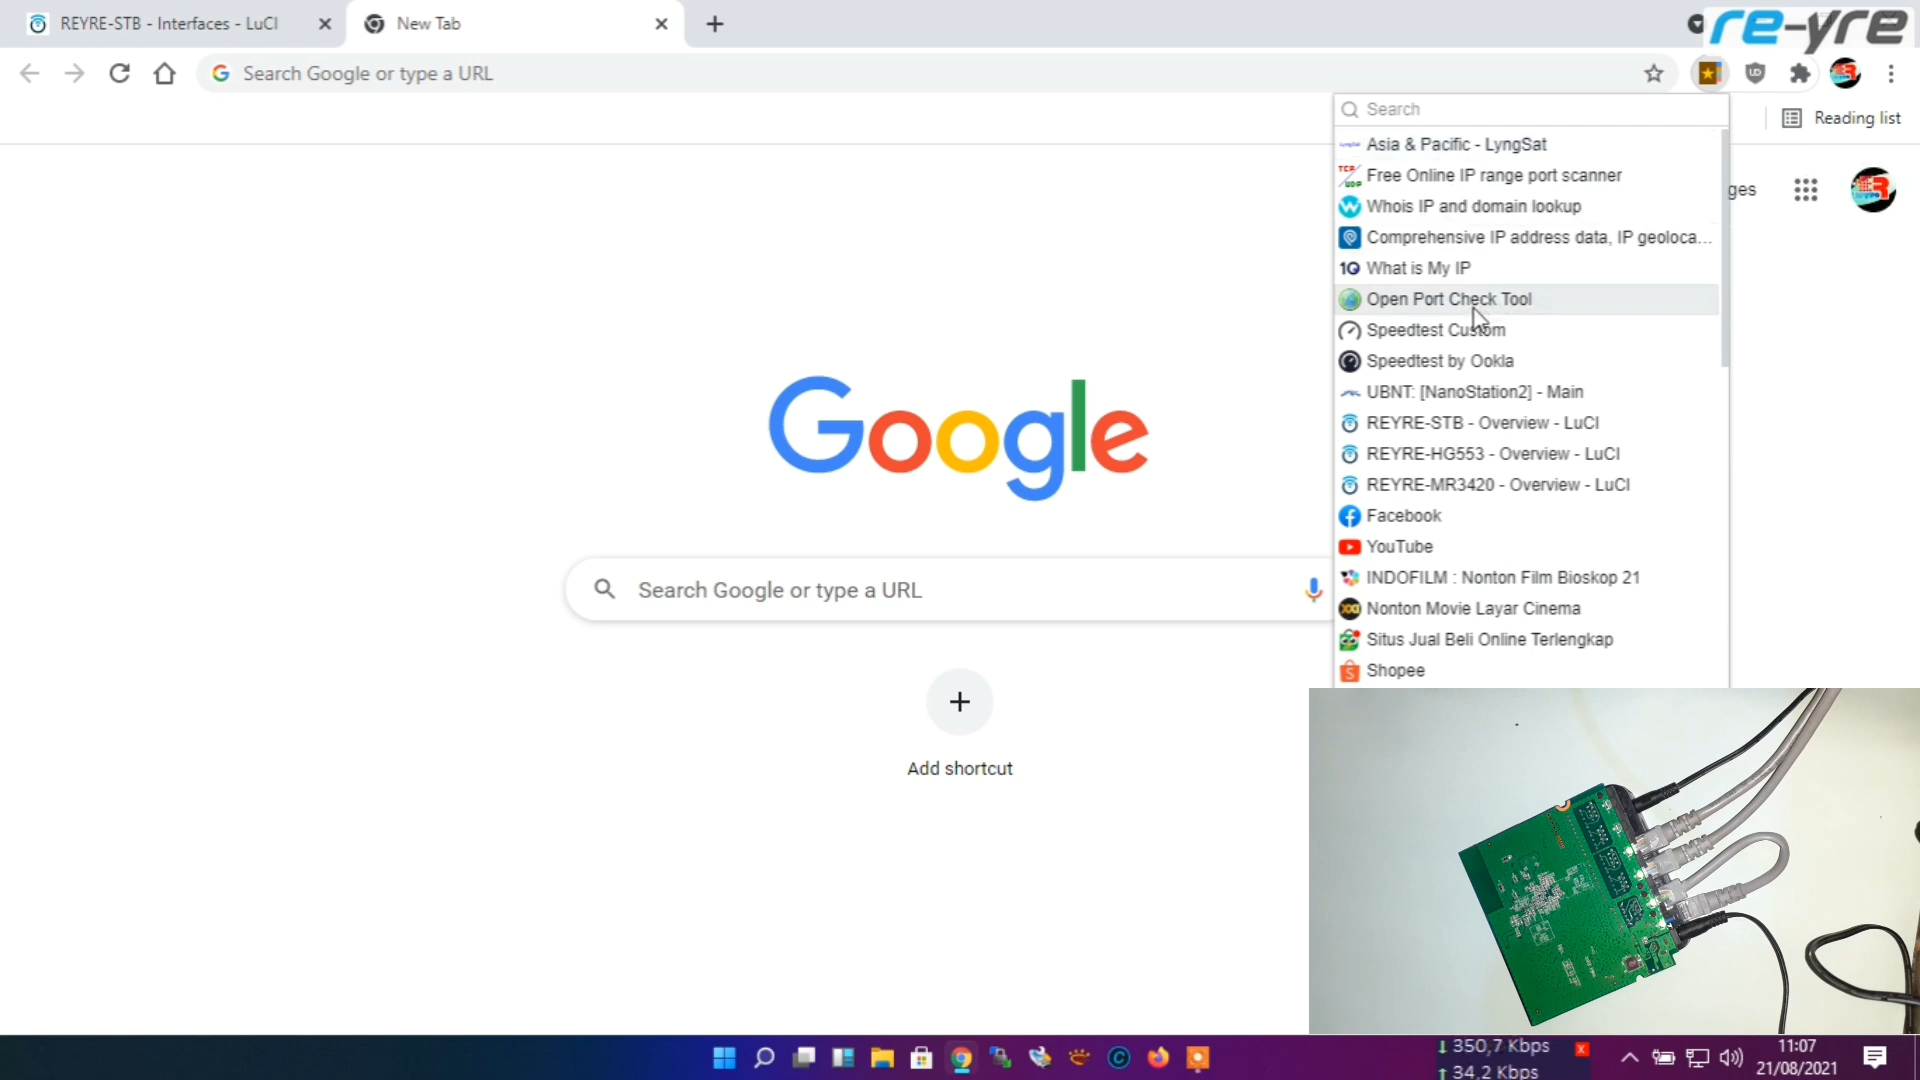 REYRE-STB - Interfaces - LuCI
New Tab
re-yre
Search Google or type a URL
Search
Reading list
Asia & Pacific - LyngSat
Free Online IP range port scanner
ges
Whois IP and domain lookup
Comprehensive IP address data, IP geoloca...
What is My IP
Open Port Check Tool
Speedtest Custom
Speedtest by Ookla
UBNT: [NanoStation2] - Main
REYRE-STB - Overview - LuCI
REYRE-HG553 - Overview - LuCI
REYRE-MR3420 - Overview - LuCI
Facebook
YouTube
INDOFILM : Nonton Film Bioskop 21
Nonton Movie Layar Cinema
Situs Jual Beli Online Terlengkap
Shopee
Google
Search Google or type a URL
Add shortcut
350,7 Kbps
34,2 Kbps
11:07
21/08/2021